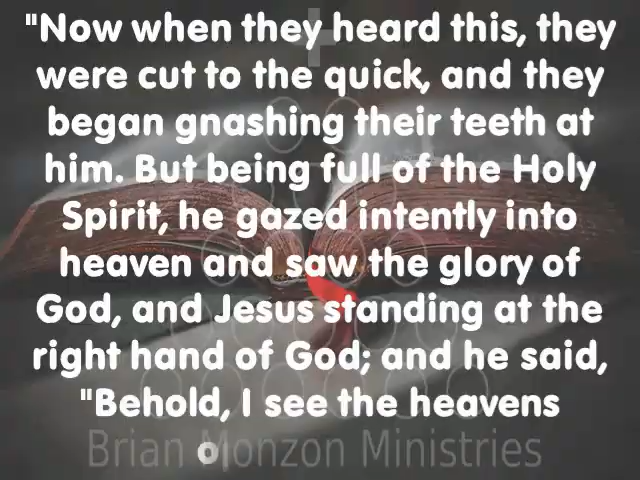 "Now when they heard this, they
were cut to the quick, and they
began gnashing their teeth at
him. But being full of the Holy
Spirit, he gazed intently into
heaven and saw the glory of
God, and Jesus standing at the
right hand of God; and he said,
"Behold, I see the heavens
o
Brian Monzon Ministries